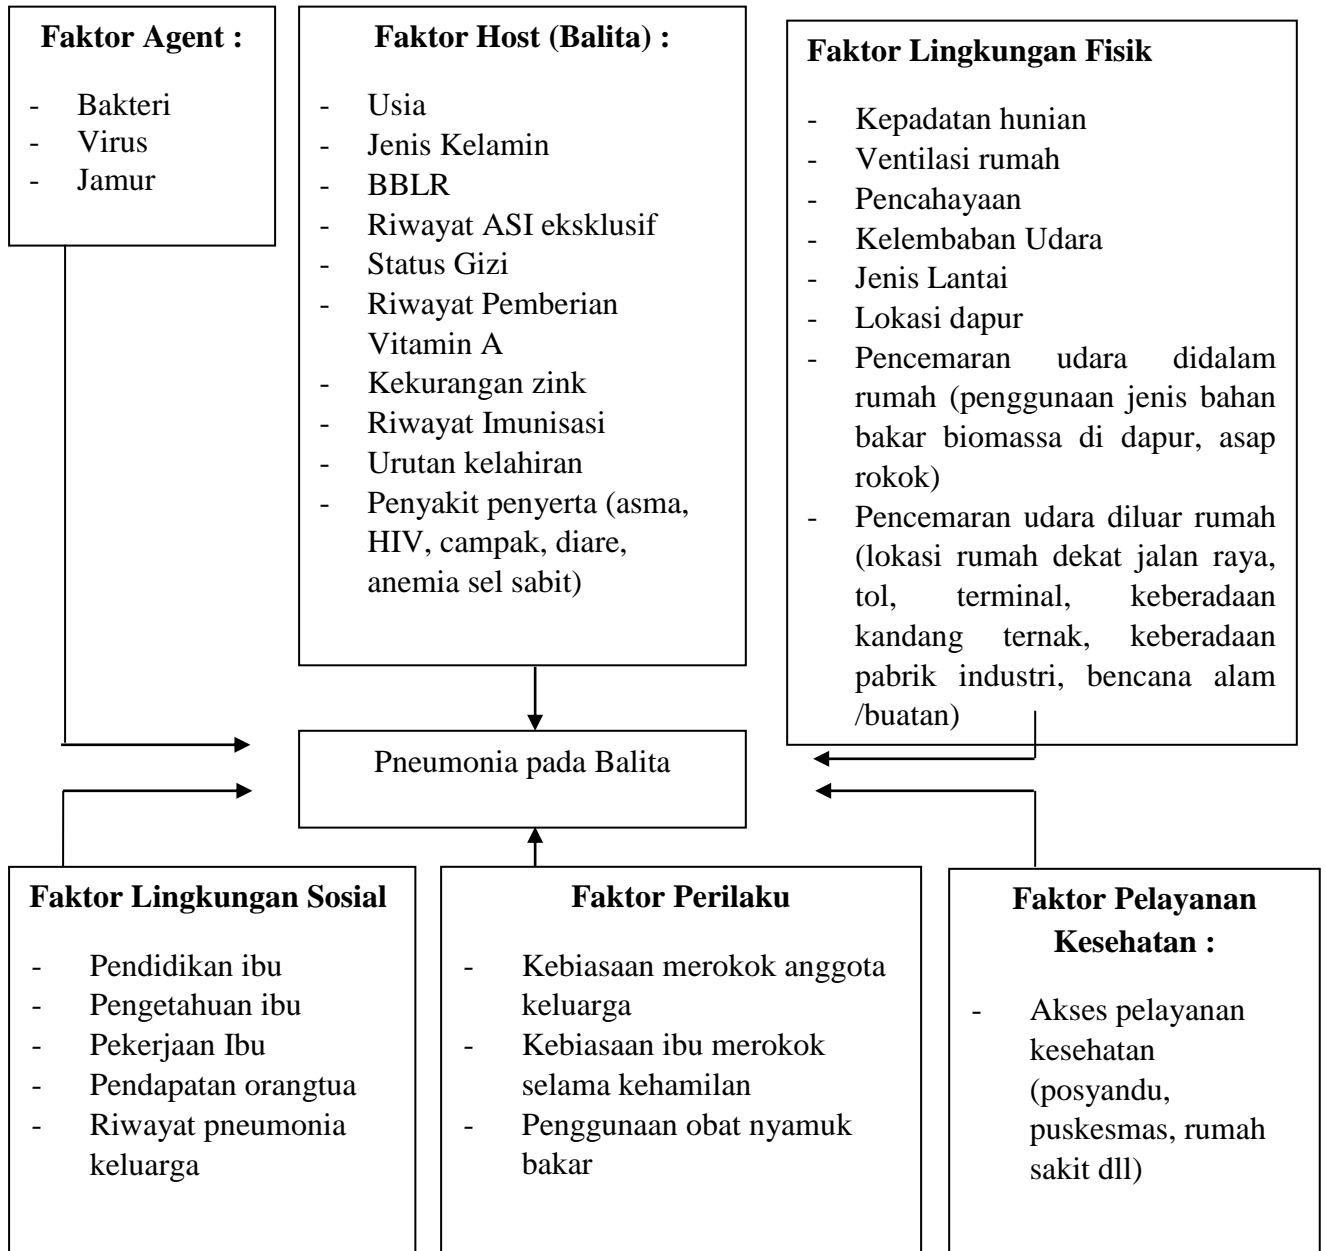 Faktor Agent :
- Bakteri
- Virus
- Jamur
Faktor Host (Balita) :
- Usia
- Jenis Kelamin
- BBLR
- Riwayat ASI eksklusif
- Status Gizi
- Riwayat Pemberian
Vitamin A
- Kekurangan zink
- Riwayat Imunisasi
- Urutan kelahiran
- Penyakit penyerta (asma,
HIV, campak, diare,
anemia sel sabit)
Faktor Lingkungan Fisik
- Kepadatan hunian
- Ventilasi rumah
- Pencahayaan
- Kelembaban Udara
- Jenis Lantai
- Lokasi dapur
- Pencemaran udara didalam
rumah (penggunaan jenis bahan
bakar biomassa di dapur, asap
rokok)
- Pencemaran udara diluar rumah
(lokasi rumah dekat jalan raya,
tol, terminal, keberadaan
kandang ternak, keberadaan
pabrik industri, bencana alam
/buatan)
Pneumonia pada Balita
Faktor Lingkungan Sosial
- Pendidikan ibu
- Pengetahuan ibu
- Pekerjaan Ibu
- Pendapatan orangtua
- Riwayat pneumonia
keluarga
Faktor Perilaku
- Kebiasaan merokok anggota
keluarga
- Kebiasaan ibu merokok
selama kehamilan
- Penggunaan obat nyamuk
bakar
Faktor Pelayanan
Kesehatan :
- Akses pelayanan
kesehatan
(posyandu,
puskesmas, rumah
sakit dll)